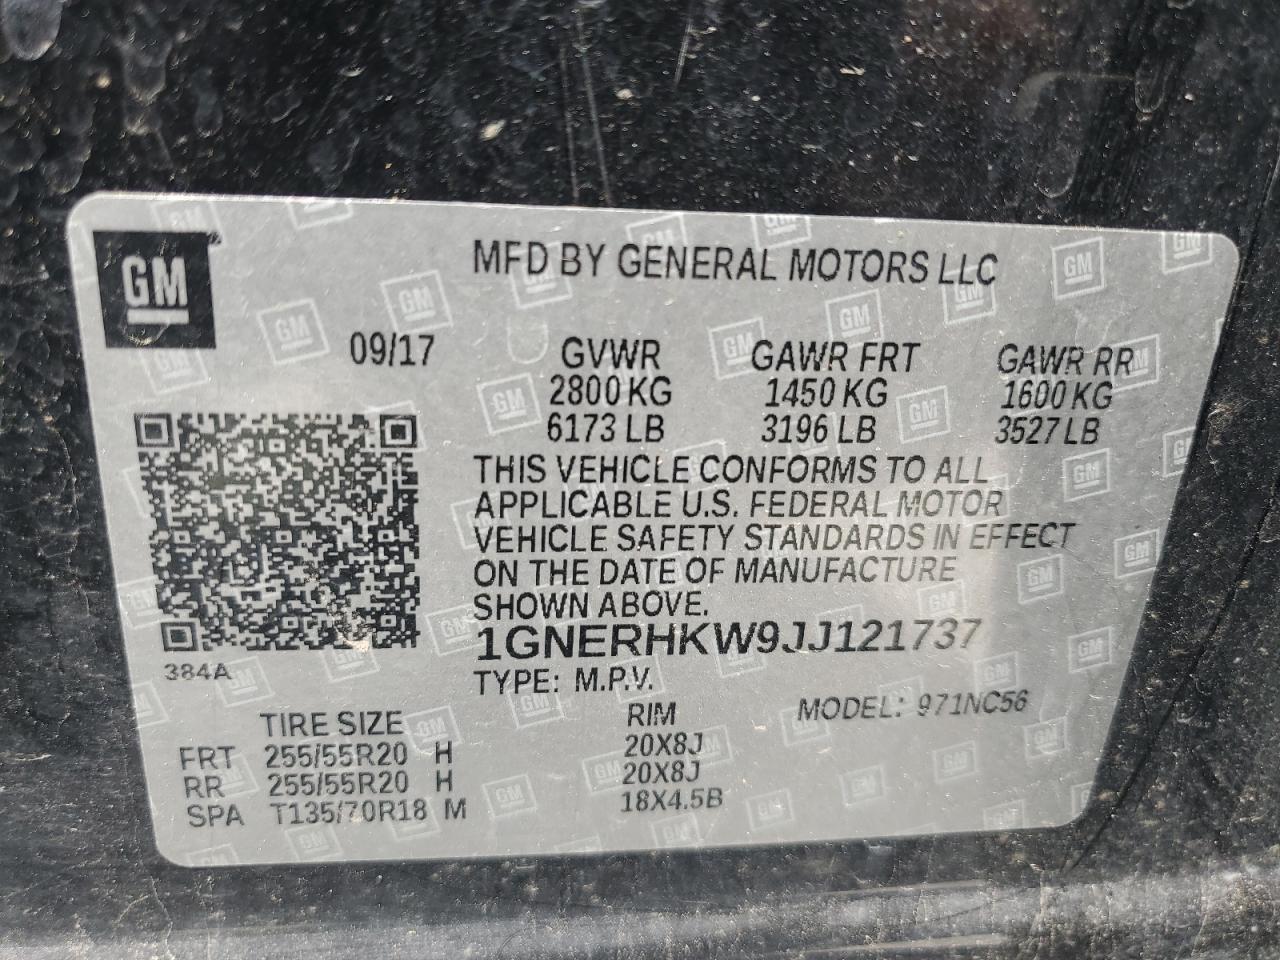 GM
MFD BY GENERAL MOTORS LLC
09/17
GVWR GAWR FRT GAWR RR
2800 KG 1450 KG 1600 KG
6173 LB 3196 LB 3527 LB
THIS VEHICLE CONFORMS TO ALL
APPLICABLE U.S. FEDERAL MOTOR
VEHICLE SAFETY STANDARDS IN EFFECT
ON THE DATE OF MANUFACTURE
SHOWN ABOVE.
1GNERHKW9JJ121737
384A
TYPE: M.P.V. MODEL: 971NC56
TIRE SIZE RIM
FRT 255/55R20 H 20X8J
RR 255/55R20 H 20X8J
SPA T135/70R18 M 18X4.5B